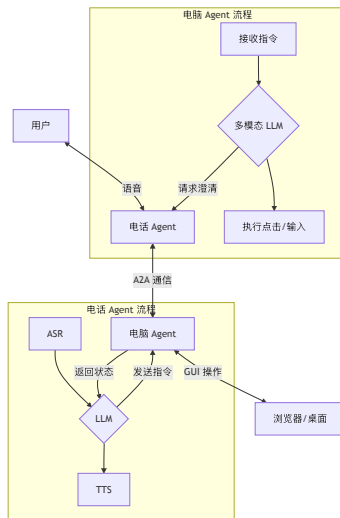 电脑 Agent 流程
接收指令
用户
多模态 LLM
语音
请求澄清
电话 Agent
执行点击/输入
A2A 通信
电话 Agent 流程
ASR
电脑 Agent
返回状态
发送指令
GUI 操作
LLM
浏览器/桌面
TTS